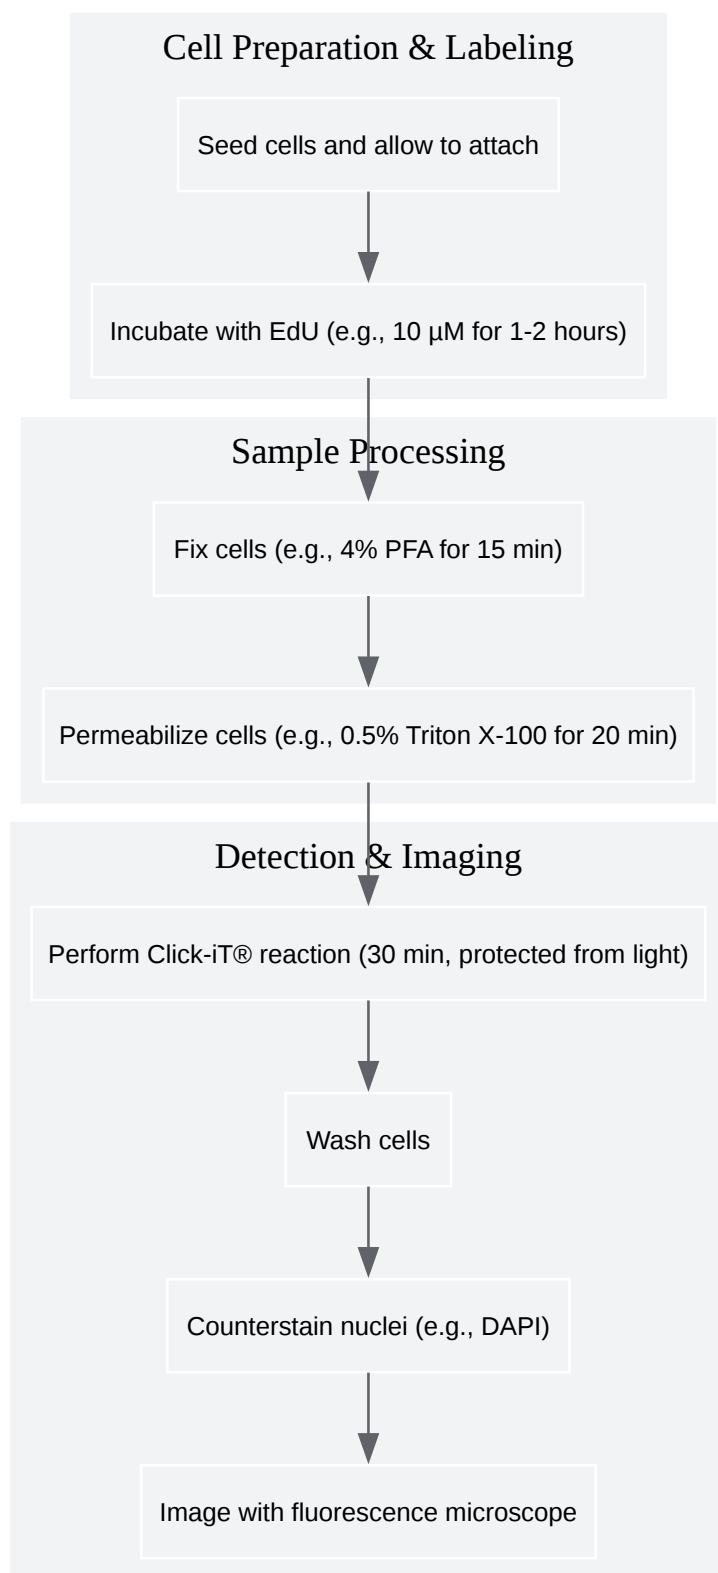 Cell Preparation & Labeling
Seed cells and allow to attach
Incubate with EdU (e.g., 10 µM for 1-2 hours)
Sample Processing
Fix cells (e.g., 4% PFA for 15 min)
Permeabilize cells (e.g., 0.5% Triton X-100 for 20 min)
Detection & Imaging
Perform Click-iT® reaction (30 min, protected from light)
Wash cells
Counterstain nuclei (e.g., DAPI)
Image with fluorescence microscope